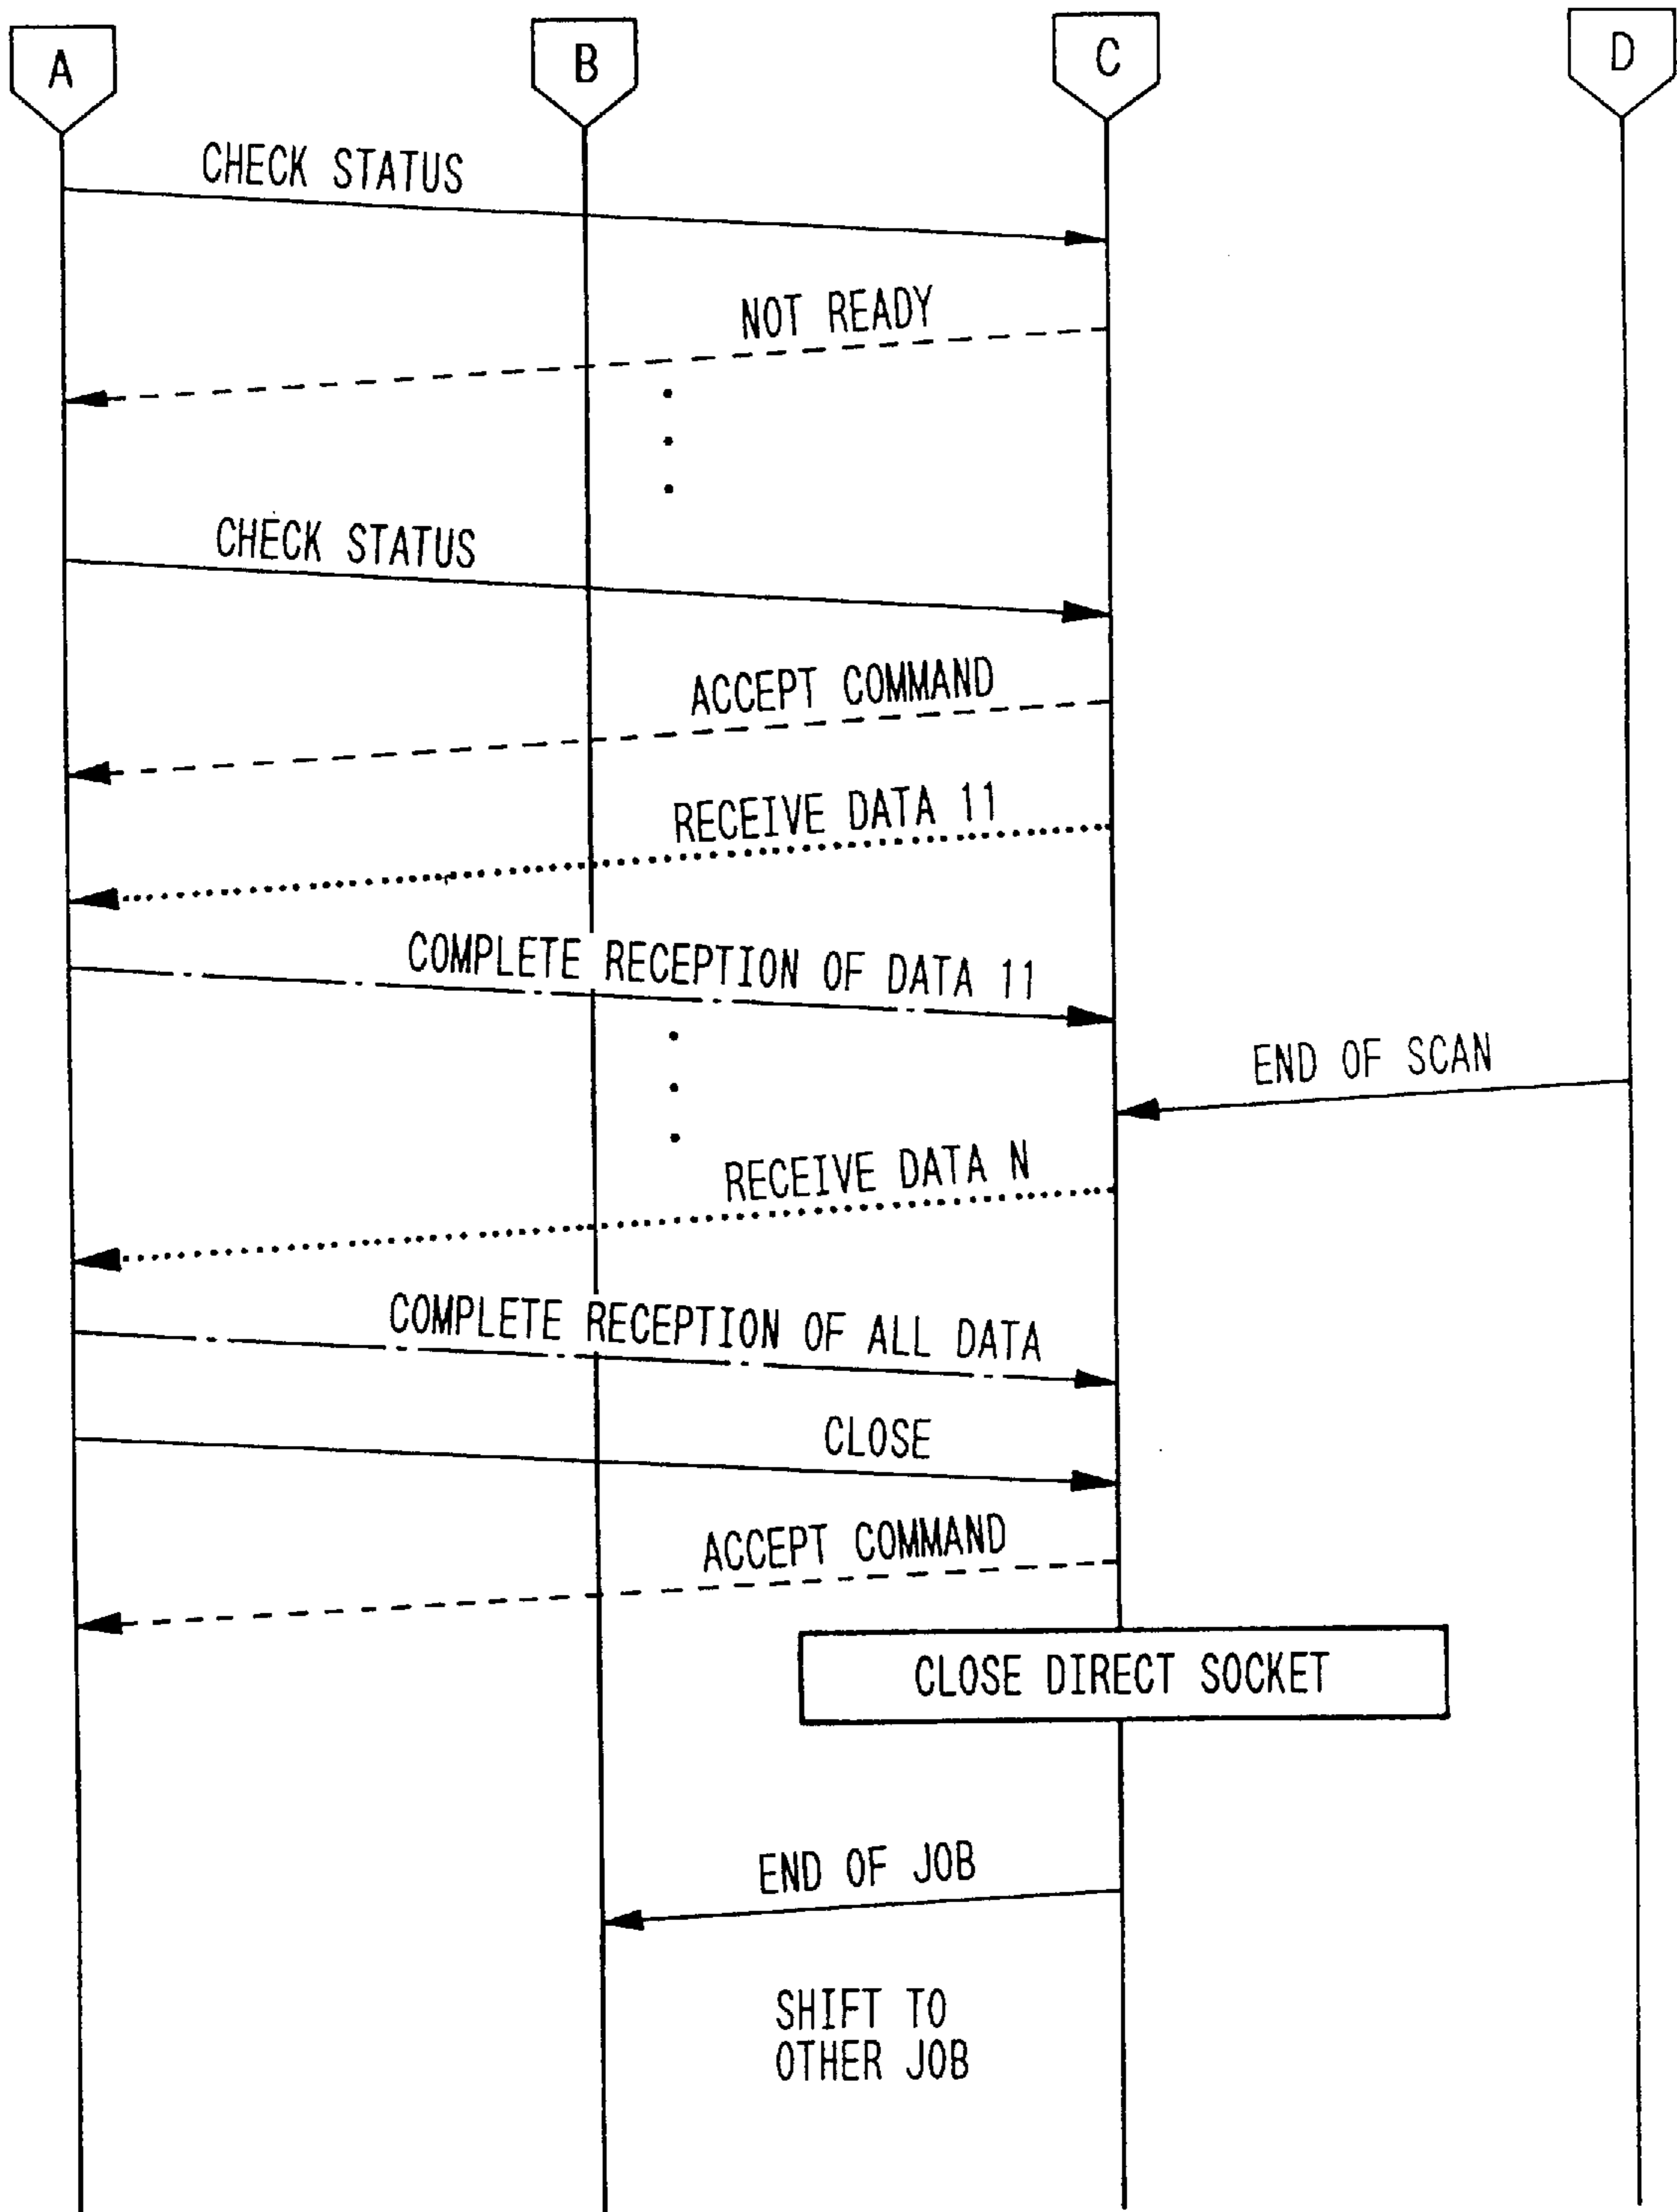 A
B
C
D
CHECK STATUS
NOT READY
CHECK STATUS
ACCEPT COMMAND
RECEIVE DATA 11
COMPLETE RECEPTION OF DATA 11
END OF SCAN
RECEIVE DATA N
COMPLETE RECEPTION OF ALL DATA
CLOSE
ACCEPT COMMAND
CLOSE DIRECT SOCKET
END OF JOB
SHIFT TO
OTHER JOB